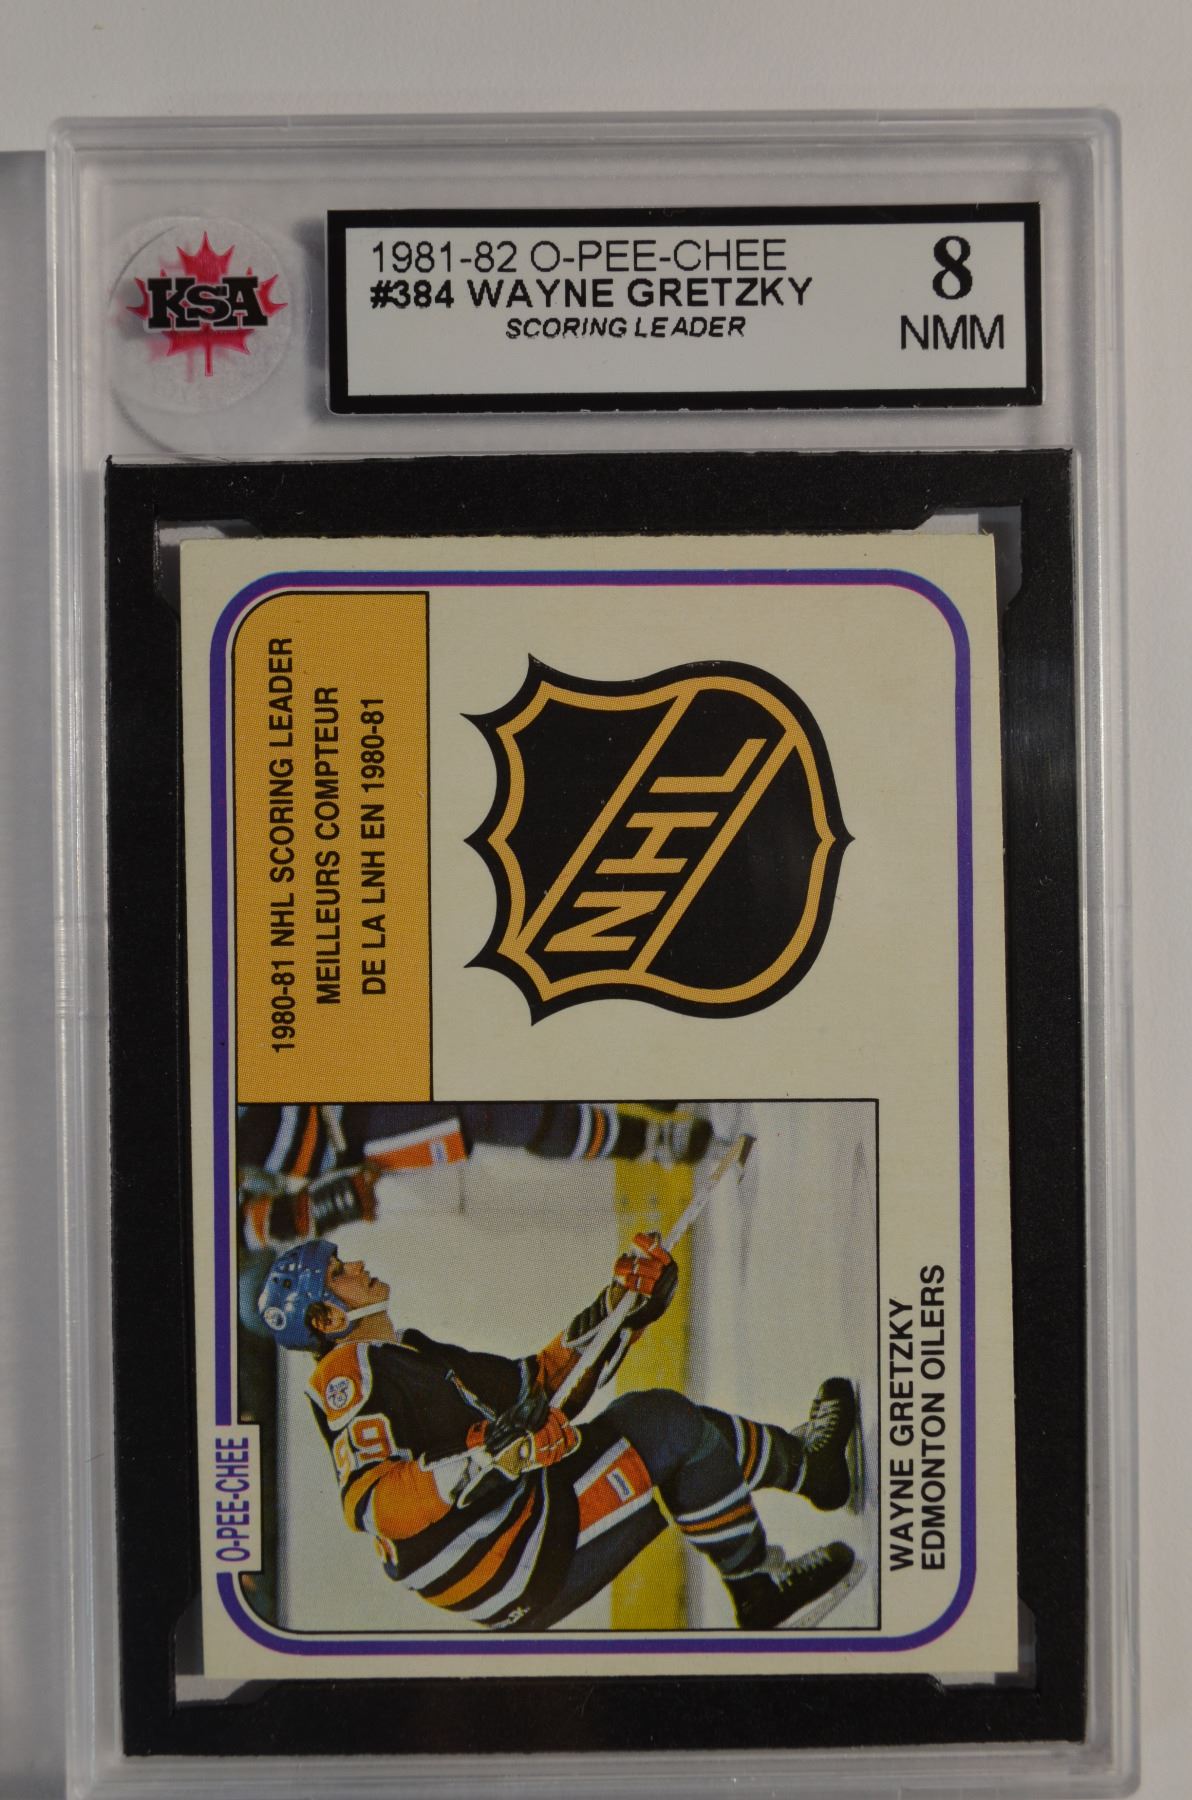 KSA
1981-82 O-PEE-CHEE
#384 WAYNE GRETZKY
SCORING LEADER
8
NMM
1980-81 NHL SCORING LEADER
MEILLEURS COMPTEUR
DE LA LNH EN 1980-81
NHL
O-PEE-CHEE
99
WAYNE GRETZKY
EDMONTON OILERS